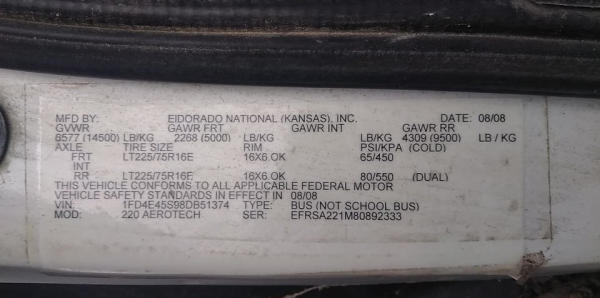 MFD BY: ElDORADO NATIONAL (KANSAS), INC. DATE: 08/08
GVWR GAWR FRT GAWR INT GAWR RR
6577 (14500) LB/KG 2268 (5000) LB/KG LB/KG 4309 (9500) LB / KG
AXLE TIRE SIZE RIM PSI/KPA (COLD)
FRT LT225/75R16E 16X6.0K 65/450
INT
RR LT225/75R16E 16X6.0K 80/550 (DUAL)
THIS VEHICLE CONFORMS TO ALL APPLICABLE FEDERAL MOTOR
VEHICLE SAFETY STANDARDS IN EFFECT IN 08/08
VIN: 1FD4E45S98DB51374 TYPE: BUS (NOT SCHOOL BUS)
MOD: 220 AEROTECH SER: EFRSA221M80892333